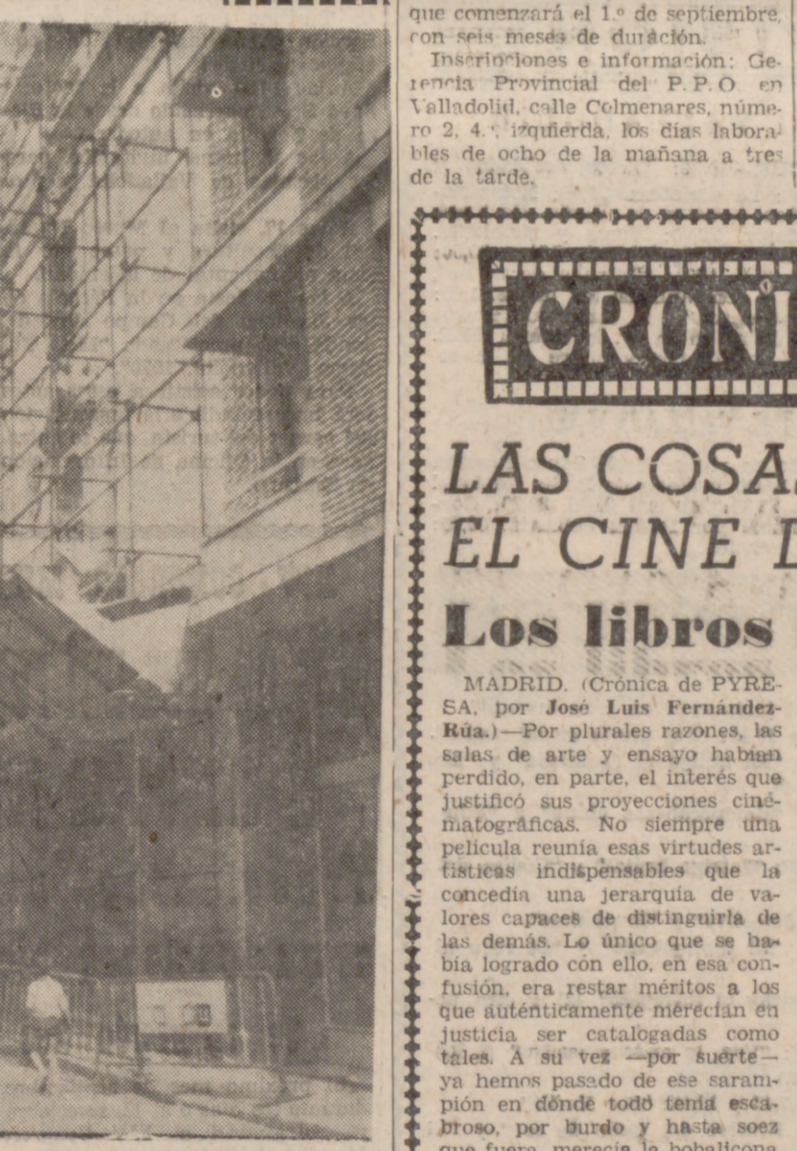 que comenzará el 1.º de septiembre,
con seis meses de duración.
Inscripciones e información: Ge-
rencia Provincial del P. P. O en
Valladolid, calle Colmenares, núme-
ro 2, 4.º, izquierda, los días labora-
bles de ocho de la mañana a tres
de la tarde.
CRONI
LAS COSA
EL CINE
Los libros
MADRID. (Crónica de PYRE-
SA, por José Luis Fernández-
Rúa.)—Por plurales razones, las
salas de arte y ensayo habían
perdido, en parte, el interés que
justificó sus proyecciones ciné-
matográficas. No siempre una
película reunía esas virtudes ar-
tísticas indispensables que la
concedía una jerarquía de va-
lores capaces de distinguirla de
las demás. Lo único que se ha-
bía logrado con ello, en esa con-
fusión, era restar méritos a los
que auténticamente merecían en
justicia ser catalogadas como
tales. A su vez —por suerte—
ya hemos pasado de ese saram-
pión en donde todo tenía esca-
broso, por burdo y hasta soez
que fuera, merecía la bobalicona